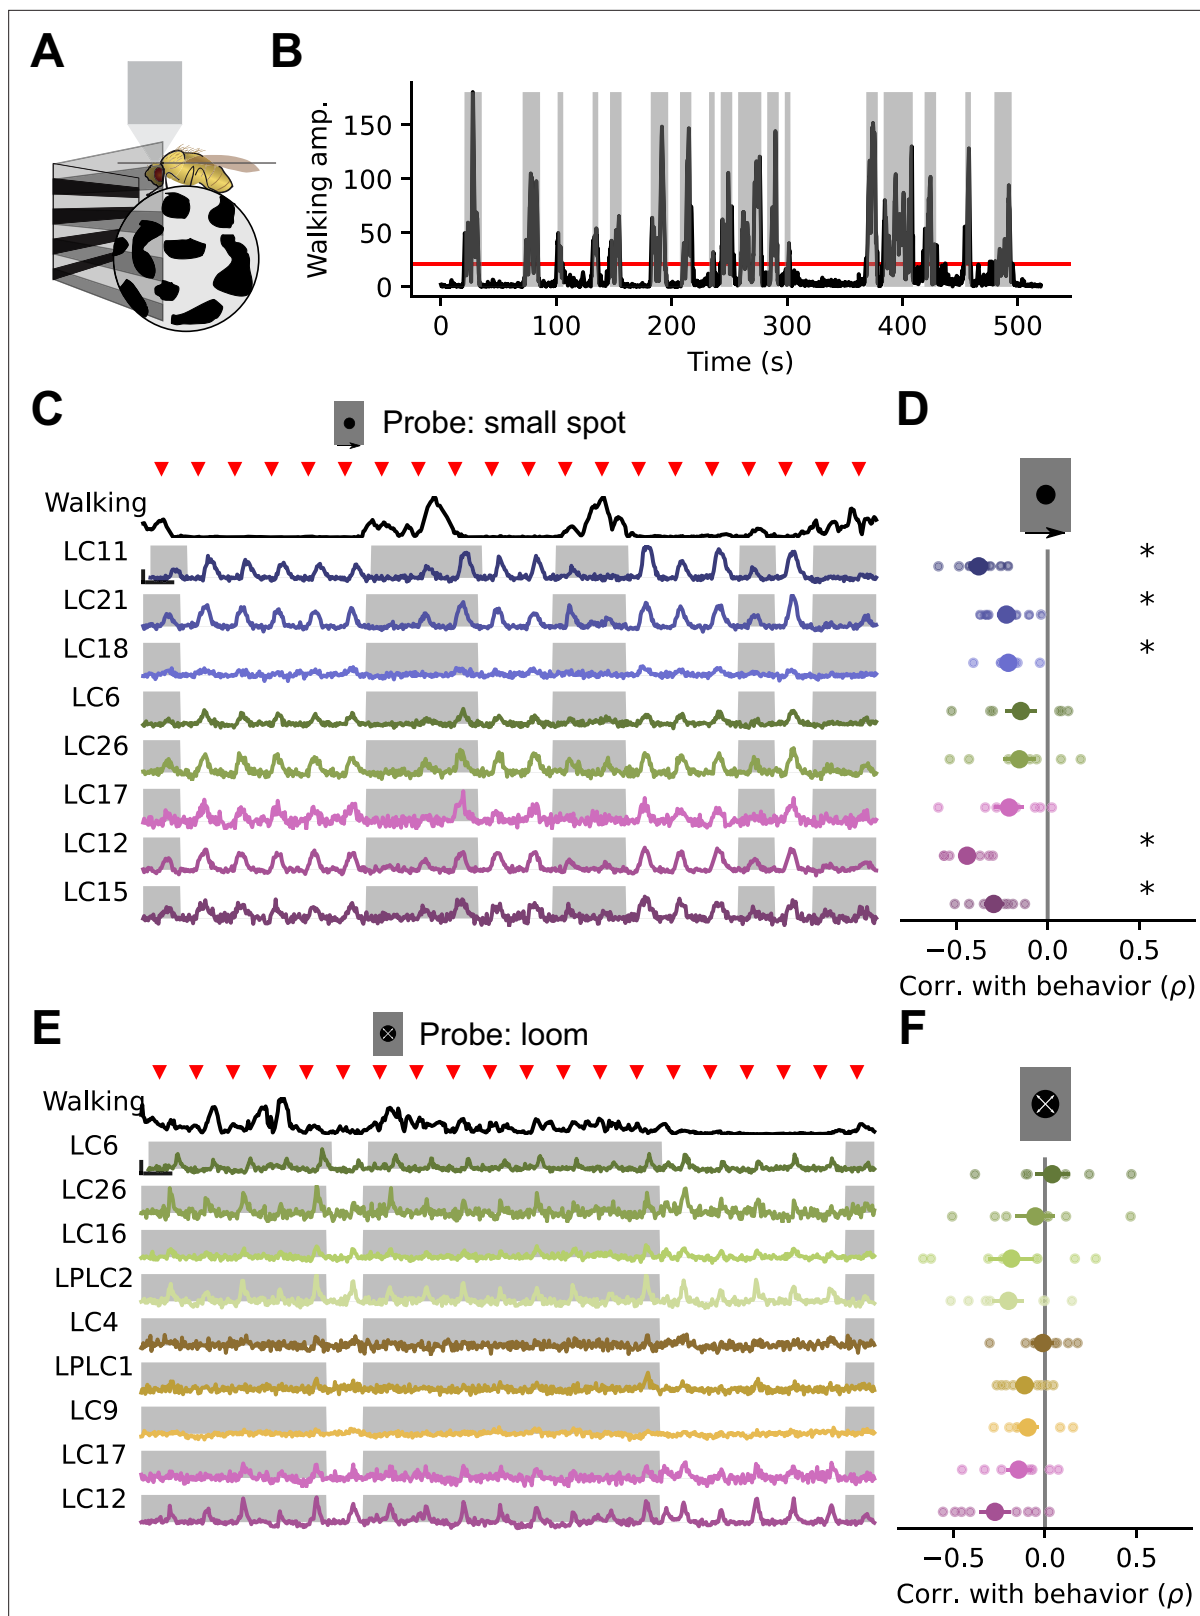 A
B
Walking amp.
150
100
50
0
0 100 200 300 400 500
Time (s)
C
Probe: small spot
Walking
LC11
LC21
LC18
LC6
LC26
LC17
LC12
LC15
D
*
*
*
*
*
−0.5 0.0 0.5
Corr. with behavior (ρ)
E
Probe: loom
Walking
LC6
LC26
LC16
LPLC2
LC4
LPLC1
LC9
LC17
LC12
F
−0.5 0.0 0.5
Corr. with behavior (ρ)